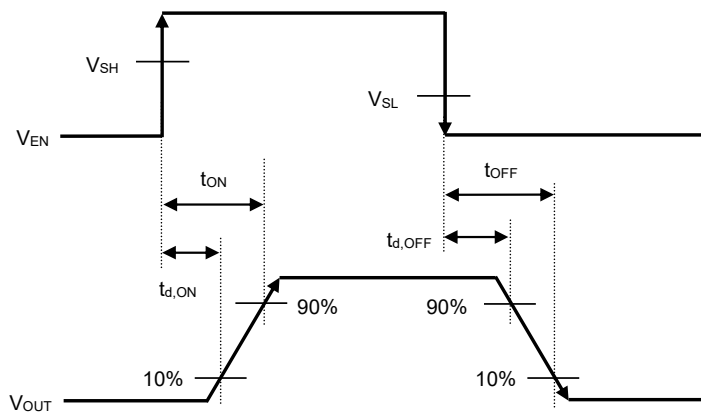 VSH
VSL
VEN
tON
tOFF
td,OFF
td,ON
90%
90%
10%
10%
VOUT